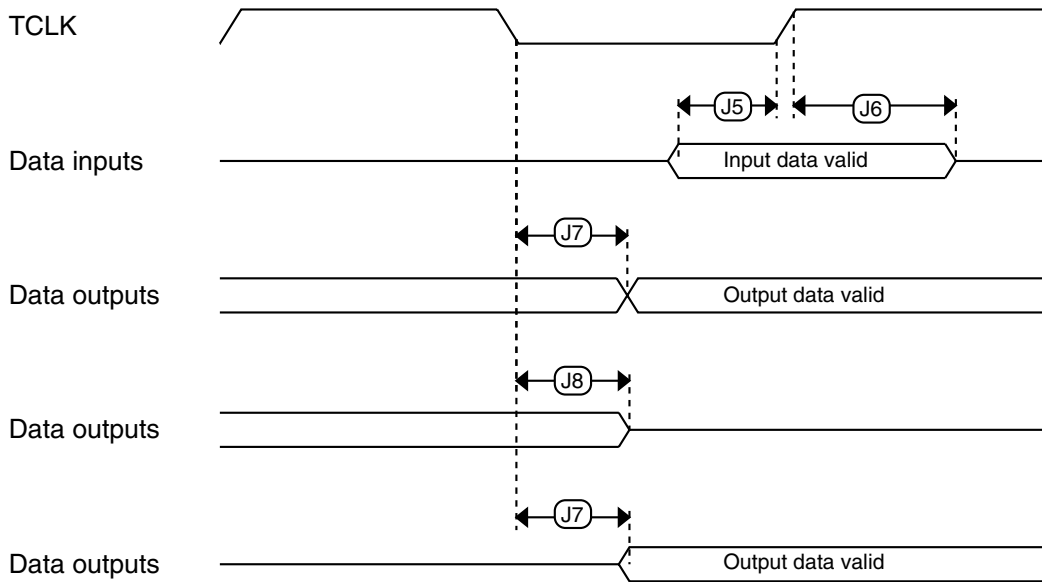 TCLK
J5
J6
Data inputs
Input data valid
J7
Data outputs
Output data valid
J8
Data outputs
J7
Data outputs
Output data valid